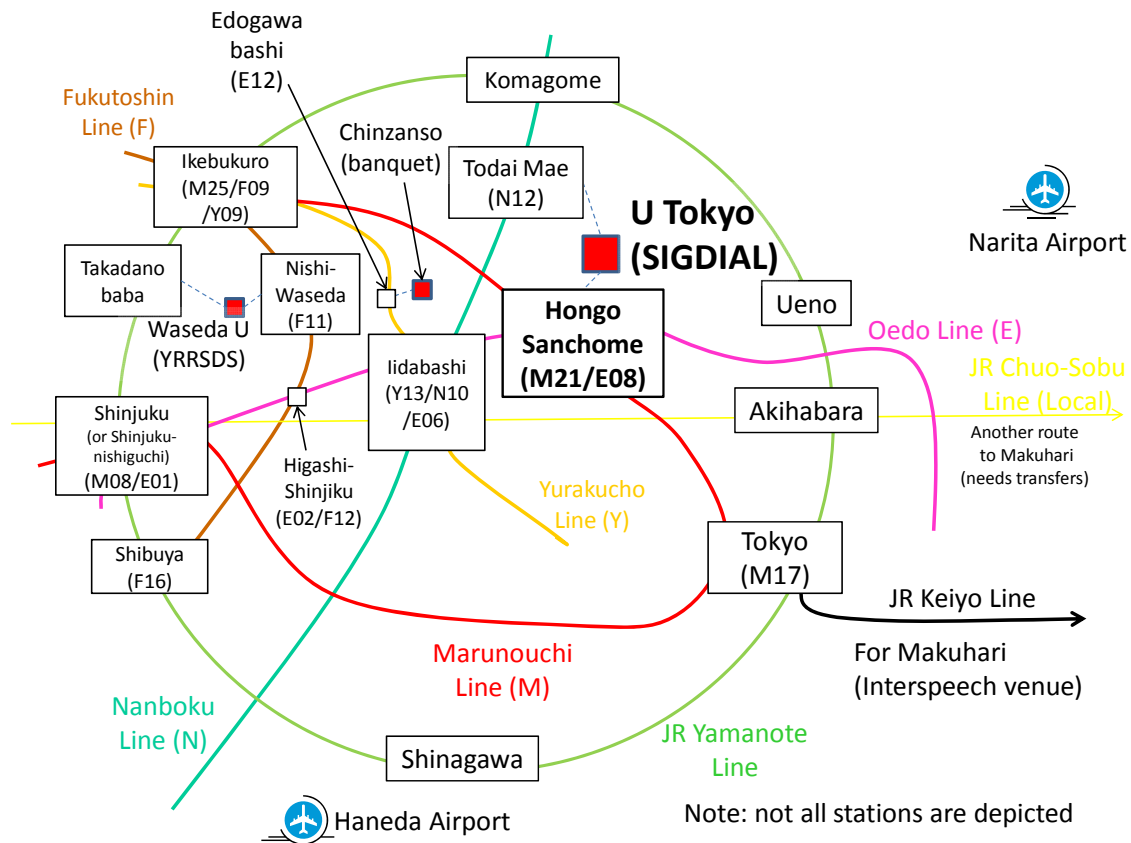 Edogawa
bashi
(E12)
Komagome
Fukutoshin
Line (F)
Chinzanso
(banquet)
Ikebukuro
(M25/F09
/Y09)
Todai Mae
(N12)
U Tokyo
(SIGDIAL)
Narita Airport
Takadano
baba
Nishi-
Waseda
(F11)
Ueno
Waseda U
(YRRSDS)
Hongo
Sanchome
(M21/E08)
Oedo Line (E)
Iidabashi
(Y13/N10
/E06)
JR Chuo-Sobu
Line (Local)
Akihabara
Shinjuku
(or Shinjuku-
nishiguchi)
(M08/E01)
Another route
to Makuhari
(needs transfers)
Higashi-
Shinjiku
(E02/F12)
Yurakucho
Line (Y)
Shibuya
(F16)
Tokyo
(M17)
JR Keiyo Line
Marunouchi
Line (M)
For Makuhari
(Interspeech venue)
Nanboku
Line (N)
JR Yamanote
Line
Shinagawa
Haneda Airport
Note: not all stations are depicted